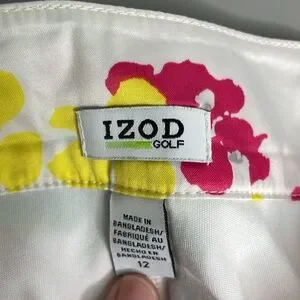 IZOD
GOLF
MADE IN
BANGLADESH/
FABRIQUÉ AU
BANGLADESH/
HECHO EN
BANGLADESH
12